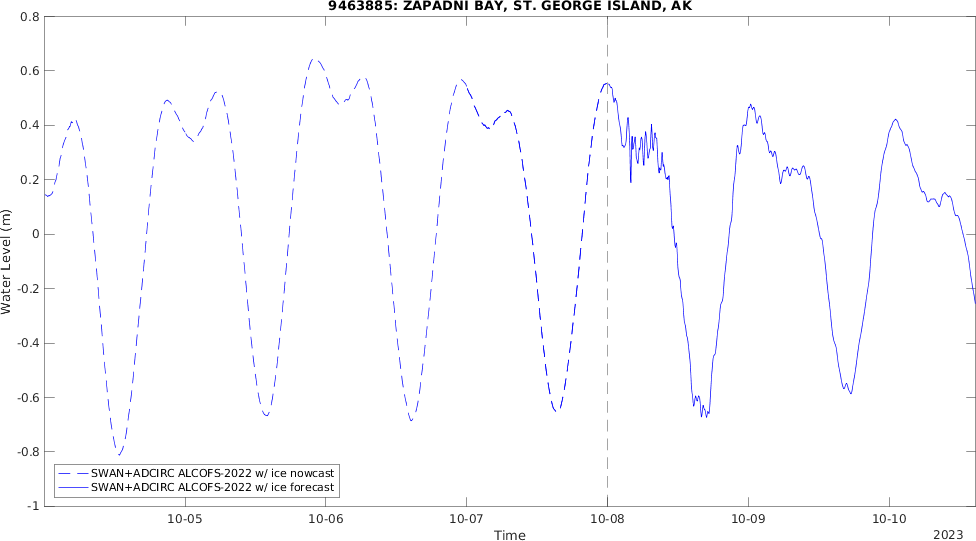 9463885: ZAPADNI BAY, ST. GEORGE ISLAND, AK
0.8
0.6
0.4
0.2
0
-0.2
-0.4
-0.6
-0.8
-1
Water Level (m)
SWAN+ADCIRC ALCOFS-2022 w/ ice nowcast
SWAN+ADCIRC ALCOFS-2022 w/ ice forecast
10-05 10-06 10-07 10-08 10-09 10-10
Time
2023